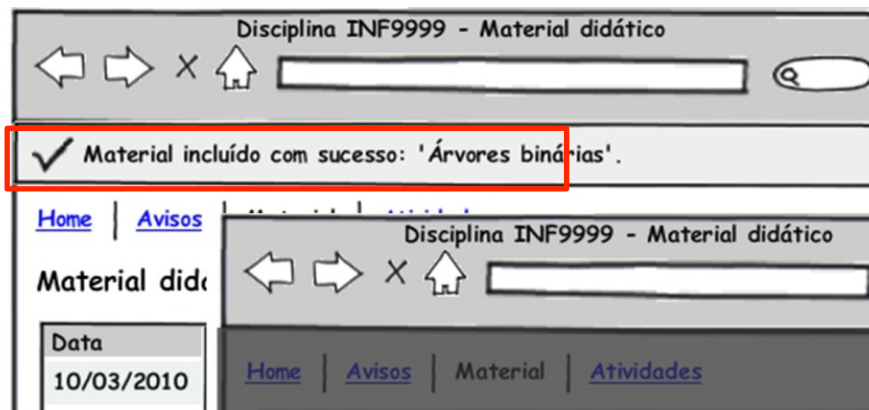 Disciplina INF9999 - Material didático
Material incluído com sucesso: 'Árvores binárias'.
Home | Avisos
Material
Data
10/03/2010
Disciplina INF9999 - Material didático
Home | Avisos | Material | Atividades